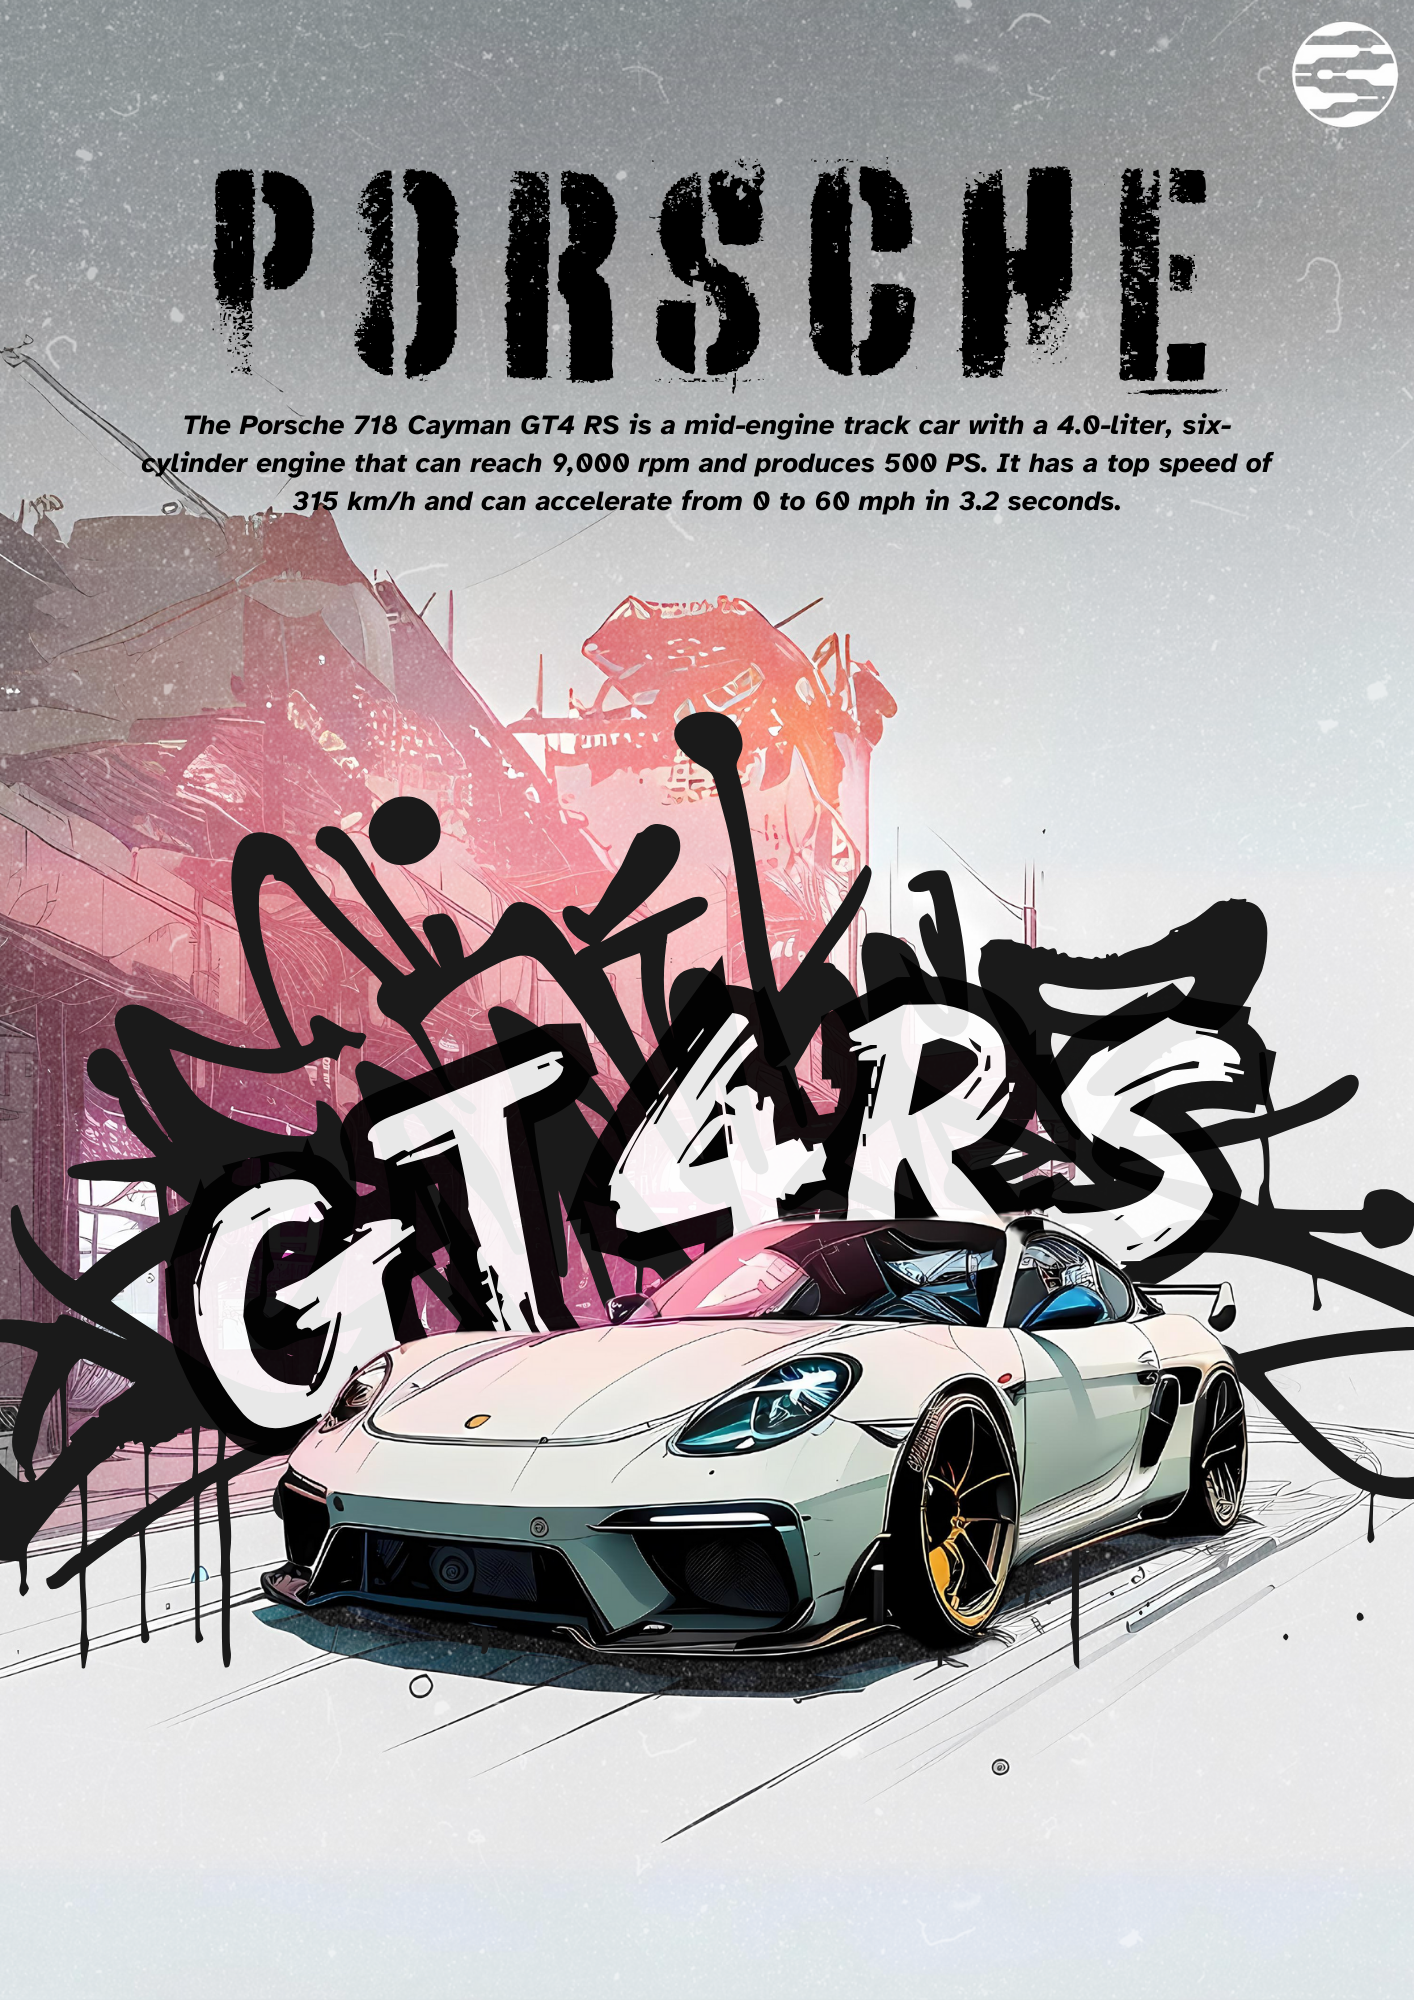 PORSCHE
The Porsche 718 Cayman GT4 RS is a mid-engine track car with a 4.0-liter, six-
cylinder engine that can reach 9,000 rpm and produces 500 PS. It has a top speed of
315 km/h and can accelerate from 0 to 60 mph in 3.2 seconds.
GT4RS